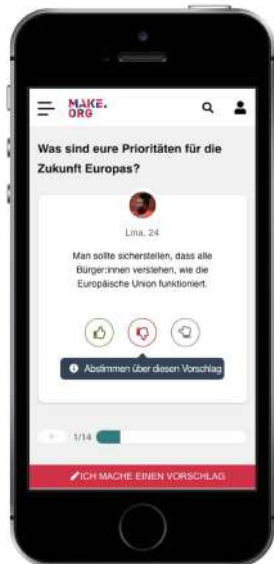 MAKE.
ORG
Was sind eure Prioritäten für die
Zukunft Europas?
Lina, 24
Man sollte sicherstellen, dass alle
Bürger:innen verstehen, wie die
Europäische Union funktioniert.
Abstimmen über diesen Vorschlag
1/14
ICH MACHE EINEN VORSCHLAG